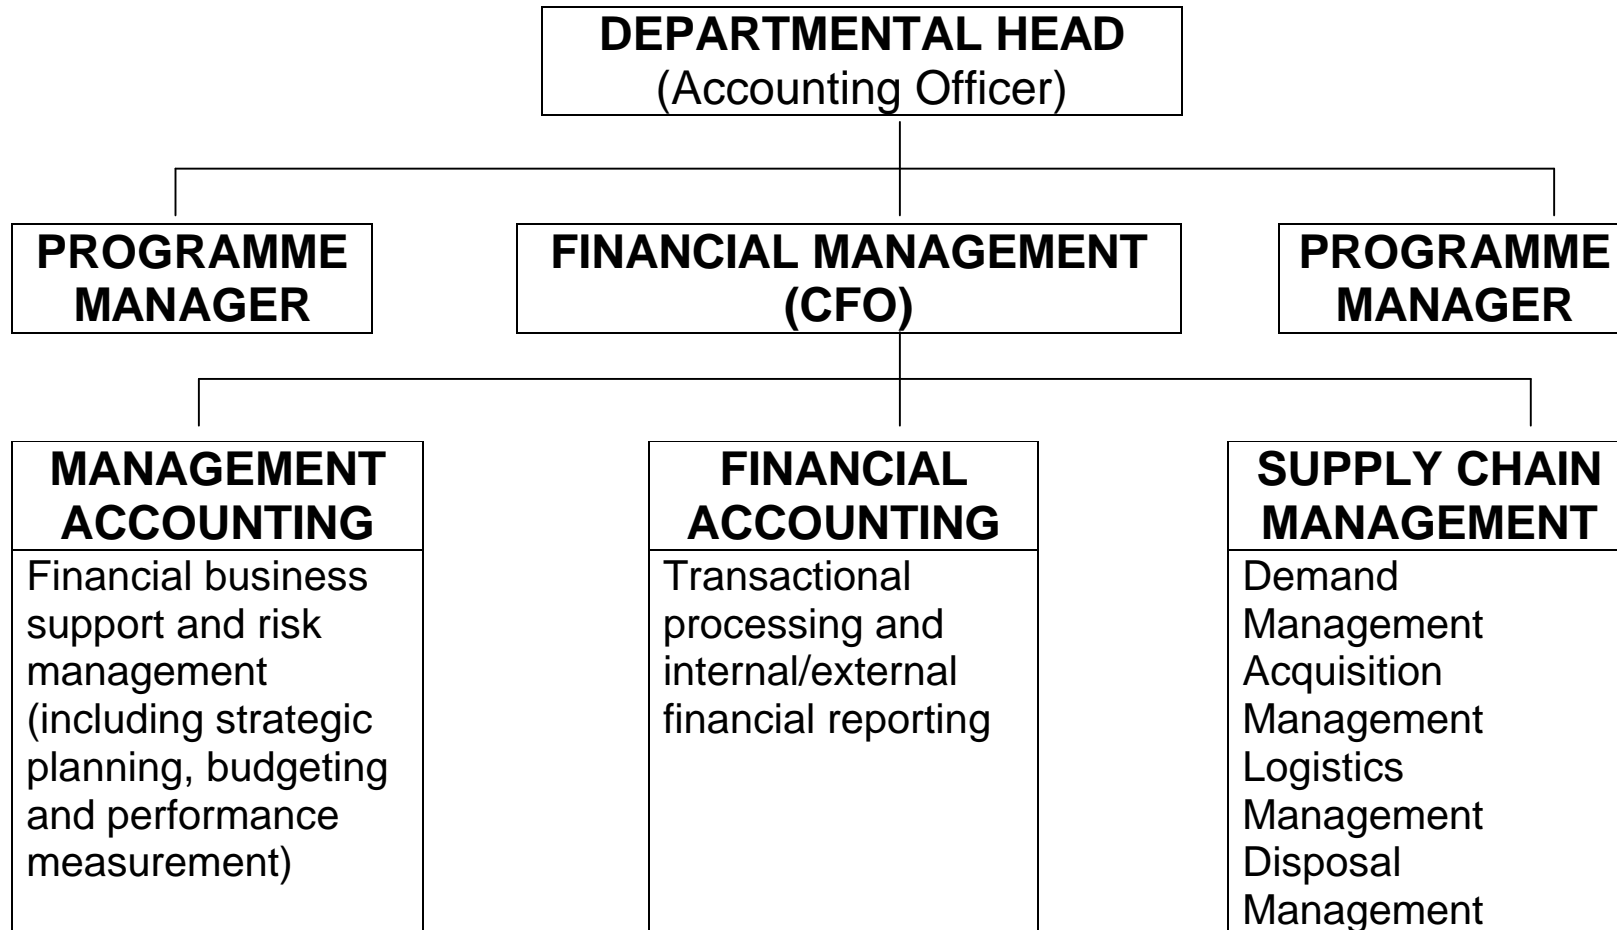 DEPARTMENTAL HEAD
(Accounting Officer)
PROGRAMME
MANAGER
FINANCIAL MANAGEMENT
(CFO)
PROGRAMME
MANAGER
MANAGEMENT
ACCOUNTING
Financial business
support and risk
management
(including strategic
planning, budgeting
and performance
measurement)
FINANCIAL
ACCOUNTING
Transactional
processing and
internal/external
financial reporting
SUPPLY CHAIN
MANAGEMENT
Demand
Management
Acquisition
Management
Logistics
Management
Disposal
Management